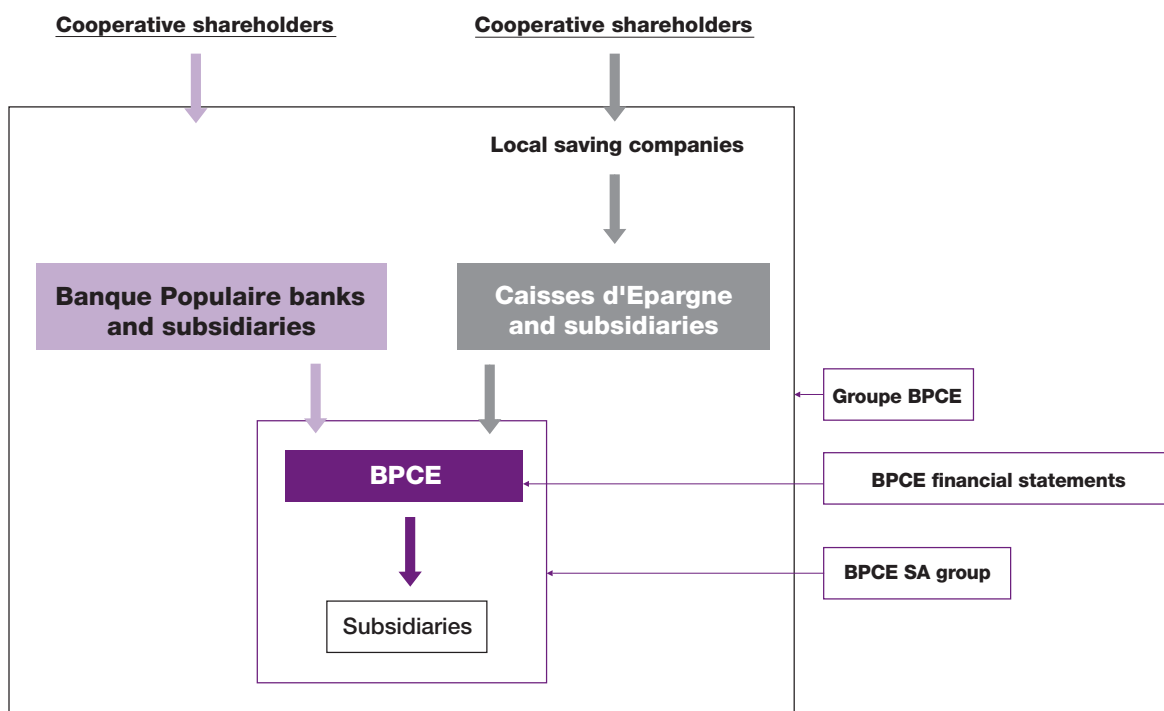 Cooperative shareholders
Cooperative shareholders
Local saving companies
Banque Populaire banks
and subsidiaries
Caisses d'Epargne
and subsidiaries
Groupe BPCE
BPCE
BPCE financial statements
BPCE SA group
Subsidiaries